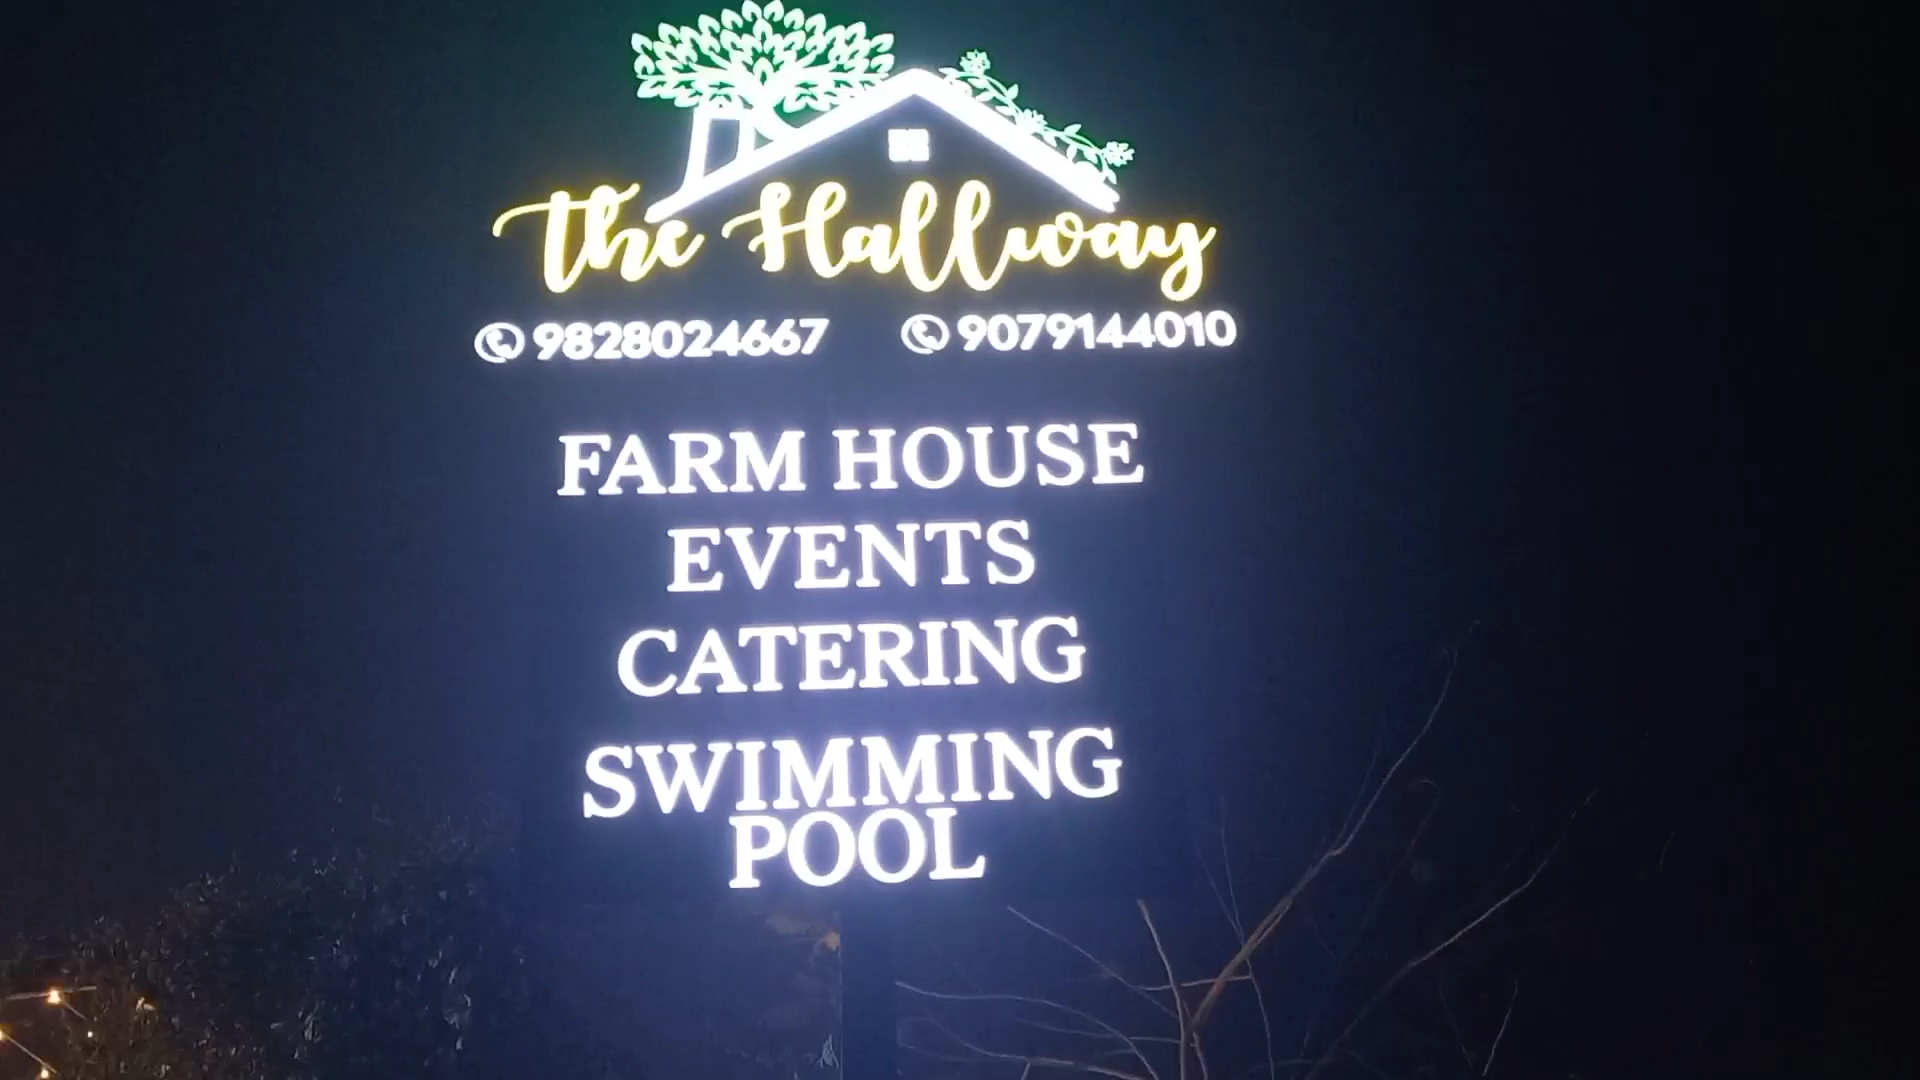 the Hallway
9828024667 9079144010
FARM HOUSE
EVENTS
CATERING
SWIMMING
POOL